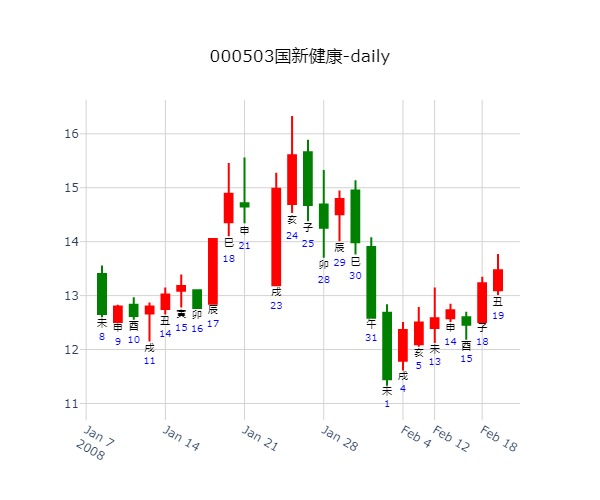 000503国新健康-daily
16
15
14
13
12
11
未
8
申
9
酉
10
戌
11
丑
14
寅
15
卯
16
辰
17
巳
18
申
21
戌
23
亥
24
子
25
卯
28
辰
29
巳
30
午
31
未
1
戌
4
亥
5
未
13
申
14
酉
15
子
18
丑
19
Jan 7
2008
Jan 14
Jan 21
Jan 28
Feb 4
Feb 12
Feb 18